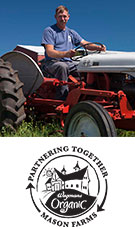 PARTNERING TOGETHER
Wegmans
Organic
MASON FARMS